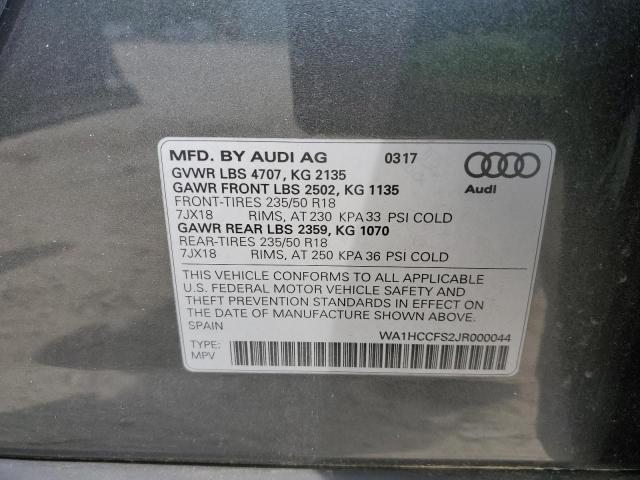 MFD. BY AUDI AG 0317
GVWR LBS 4707, KG 2135
GAWR FRONT LBS 2502, KG 1135
FRONT-TIRES 235/50 R18
7JX18 RIMS, AT 230 KPA 33 PSI COLD
GAWR REAR LBS 2359, KG 1070
REAR-TIRES 235/50 R18
7JX18 RIMS, AT 250 KPA 36 PSI COLD
Audi
THIS VEHICLE CONFORMS TO ALL APPLICABLE
U.S. FEDERAL MOTOR VEHICLE SAFETY AND
THEFT PREVENTION STANDARDS IN EFFECT ON
THE DATE OF MANUFACTURE SHOWN ABOVE.
SPAIN
WA1HCCFS2JR000044
TYPE:
MPV